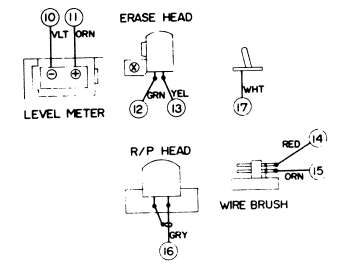 ERASE HEAD
10 11
VLT ORN
GRN YEL
12 13
WHT
17
LEVEL METER
R/P HEAD
RED 14
ORN 15
WIRE BRUSH
GRY
16